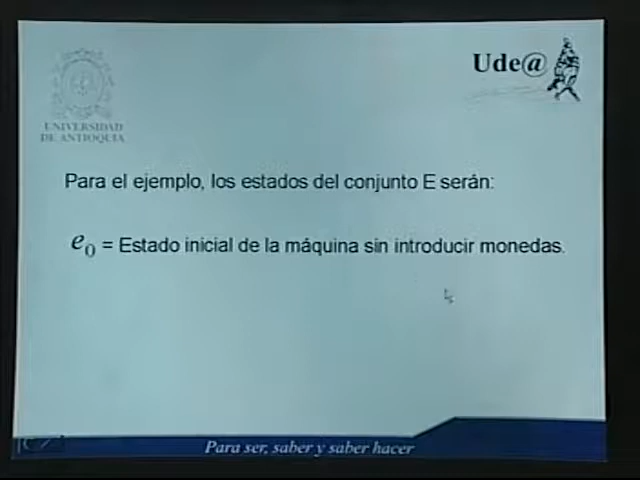 Ude@
UNIVERSIDAD
DE ANTIOQUIA
Para el ejemplo, los estados del conjunto E serán:
e₀ = Estado inicial de la máquina sin introducir monedas.
Para ser, saber y saber hacer